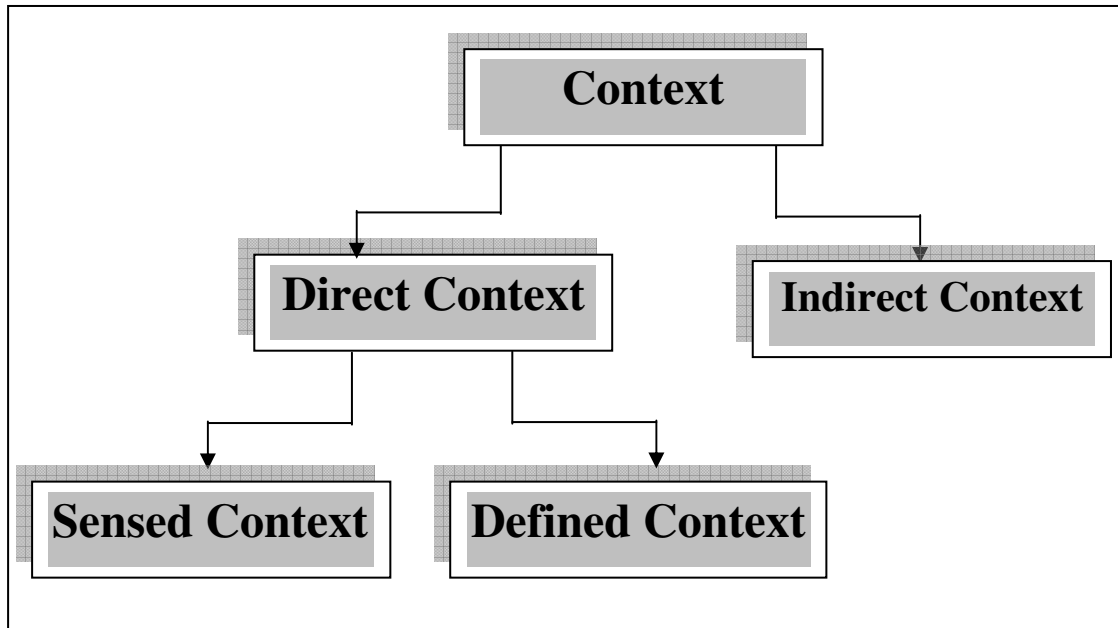 Context
Direct Context
Indirect Context
Sensed Context
Defined Context